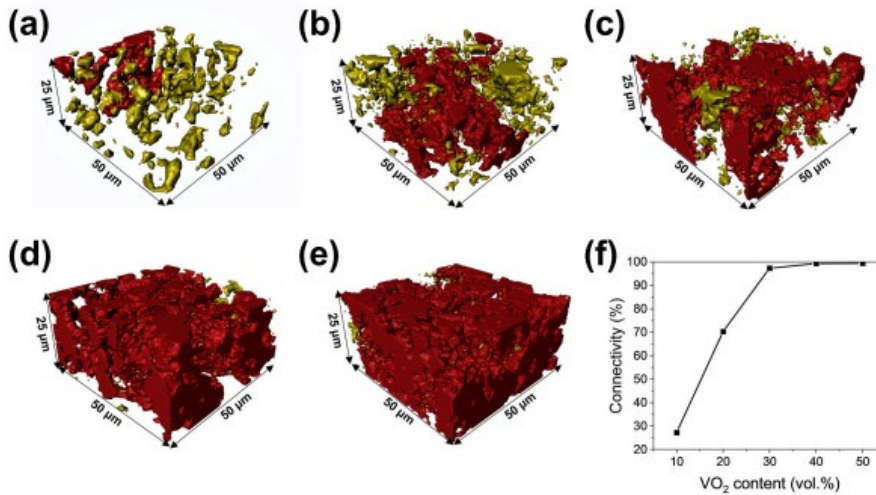 (a)
25 µm
50 µm
50 µm
(b)
25 µm
50 µm
50 µm
(c)
25 µm
50 µm
50 µm
(d)
25 µm
50 µm
50 µm
(e)
25 µm
50 µm
50 µm
(f)
Connectivity (%)
100
90
80
70
60
50
40
30
20
10 20 30 40 50
VO₂ content (vol.%)